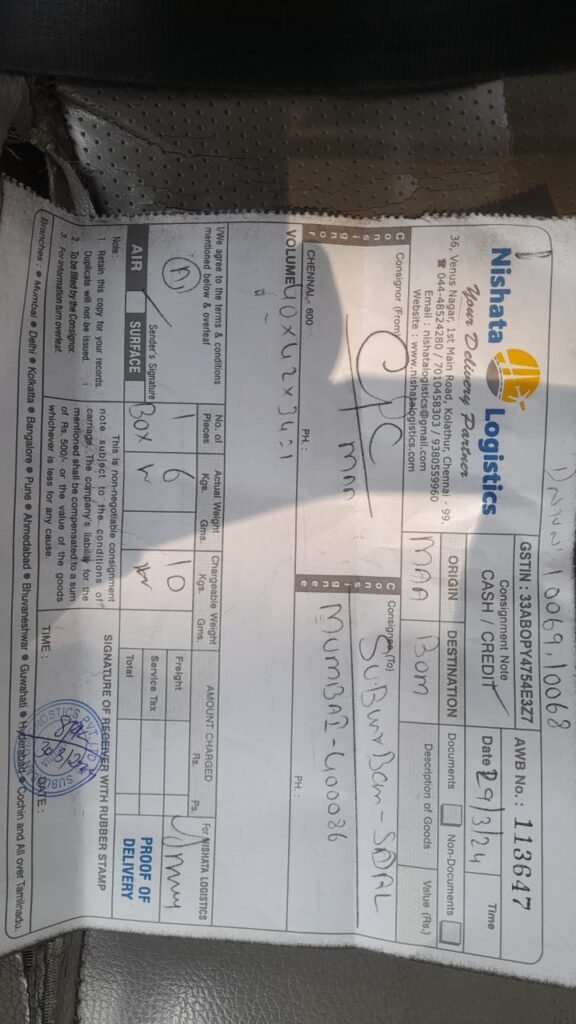 DNNN 10069,10068
Nishata Logistics
Your Delivery Partner
36, Venus Nagar, 1st Main Road, Kolathur, Chennai - 99.
☎ 044-48524280 / 7010458303 / 9385559960
Email : nishatalogistics@gmail.com
Website : www.nishatalogistics.com
GSTIN : 33ABOPY4754E3Z7
Consignment Note
CASH / CREDIT
AWB No. : 113647
Date 29/3/24
Time
ORIGIN
DESTINATION
MAA
BOM
Documents
Non-Documents
Description of Goods
Value (Rs.)
Consignor
Consignor (From)
CPC
MAA
CHENNAI - 600
PH. :
Consignee
Consignee (To)
SUBURBAN-
MUMBAI-400086
PH. :
VOLUME 40x42x34=1
I/We agree to the terms & conditions
mentioned below & overleaf
Sender's Signature
AIR
SURFACE
No. of
Pieces
1
Box
Actual Weight
Kgs. Gms.
6
Chargeable Weight
Kgs. Gms.
10
AMOUNT CHARGED
Rs. Ps.
Freight
Service Tax
Total
For NISHATA LOGISTICS
PROOF OF
DELIVERY
Note:
1. Retain this copy for your records.
Duplicate will not be issued.
2. To be filled by the Consignor.
3. For information turn overleaf.
This is non-negotiable consignment
note subject to the conditions of
carriage. The company's liability for the
mentioned shall be compensated to a sum
of Rs. 500/- or the value of the goods
whichever is less for any cause.
SIGNATURE OF RECEIVER WITH RUBBER STAMP
TIME :
DATE :
Branches : ● Mumbai ● Delhi ● Kolkatta ● Bangalore ● Pune ● Ahmedabad ● Bhuvaneshwar ● Guwahati ● Hyderabad ● Cochin and All over Tamilnadu.